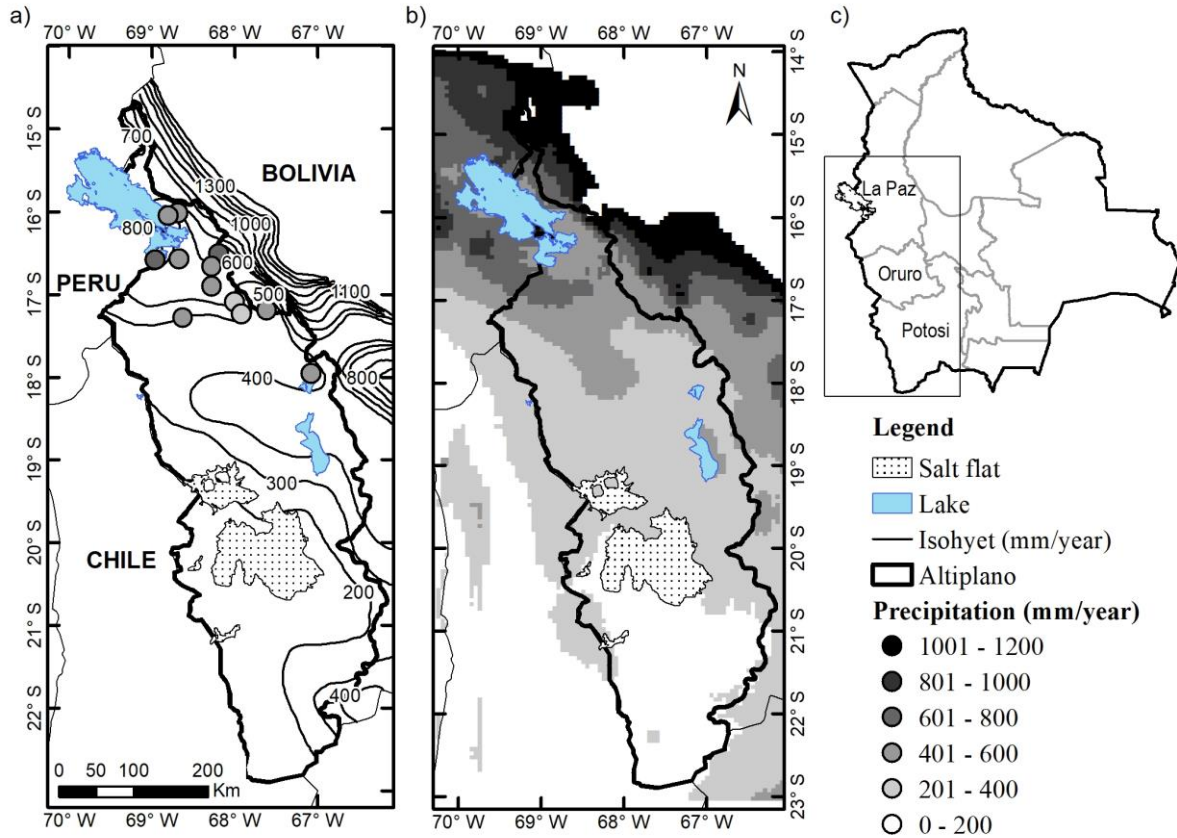 a)
70° W 69° W 68° W 67° W
15° S
16° S
17° S
18° S
19° S
20° S
21° S
22° S
700
1300
BOLIVIA
1000
800
600
PERU
500
1100
400
800
300
CHILE
200
400
0 50 100 200
Km
70° W 69° W 68° W 67° W
b)
70° W 69° W 68° W 67° W
N
14° S
15° S
16° S
17° S
18° S
19° S
20° S
21° S
22° S
23° S
70° W 69° W 68° W 67° W
c)
La Paz
Oruro
Potosi
Legend
Salt flat
Lake
Isohyet (mm/year)
Altiplano
Precipitation (mm/year)
1001 - 1200
801 - 1000
601 - 800
401 - 600
201 - 400
0 - 200